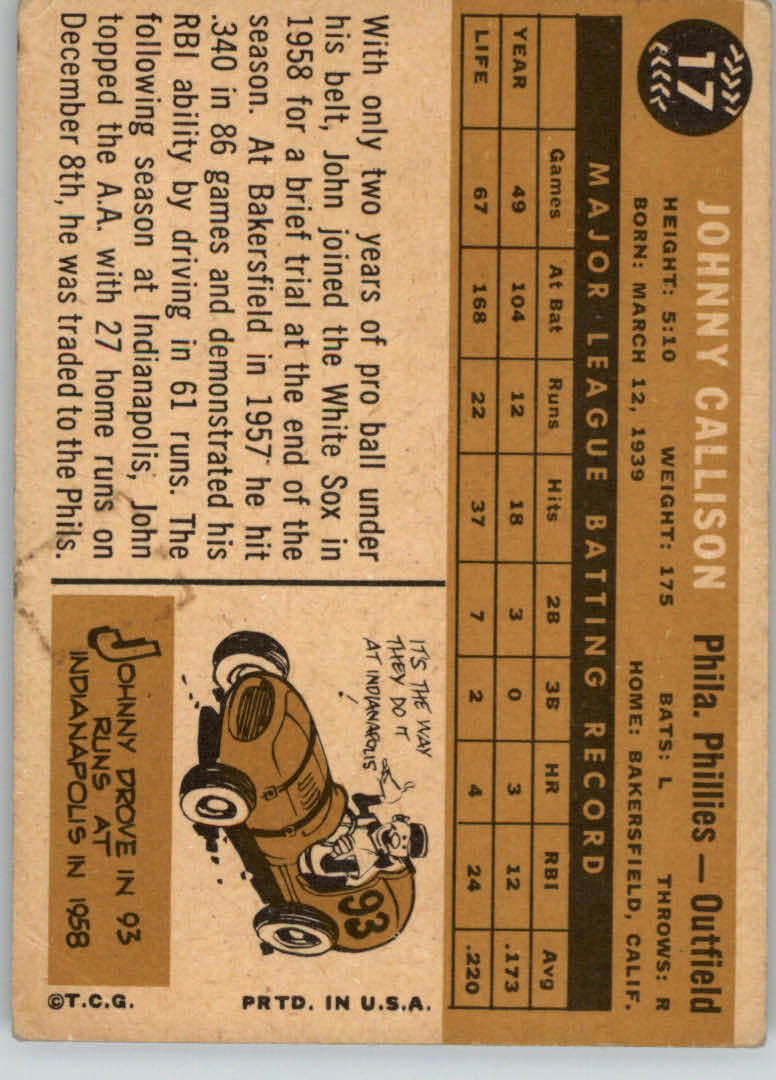 17
JOHNNY CALLISON Phila. Phillies — Outfield
HEIGHT: 5:10 WEIGHT: 175 BATS: L THROWS: R
BORN: MARCH 12, 1939 HOME: BAKERSFIELD, CALIF.
MAJOR LEAGUE BATTING RECORD
Games At Bat Runs Hits 2B 3B HR RBI Avg
YEAR 49 104 12 18 3 0 3 12 .173
LIFE 67 168 22 37 7 2 4 24 .220
With only two years of pro ball under
his belt, John joined the White Sox in
1958 for a brief trial at the end of the
season. At Bakersfield in 1957 he hit
.340 in 86 games and demonstrated his
RBI ability by driving in 61 runs. The
following season at Indianapolis, John
topped the A.A. with 27 home runs on
December 8th, he was traded to the Phils.
IT'S THE WAY
THEY DO IT
AT INDIANAPOLIS!
93
JOHNNY DROVE IN 93
RUNS AT
INDIANAPOLIS IN 1958
©T.C.G. PRTD. IN U.S.A.